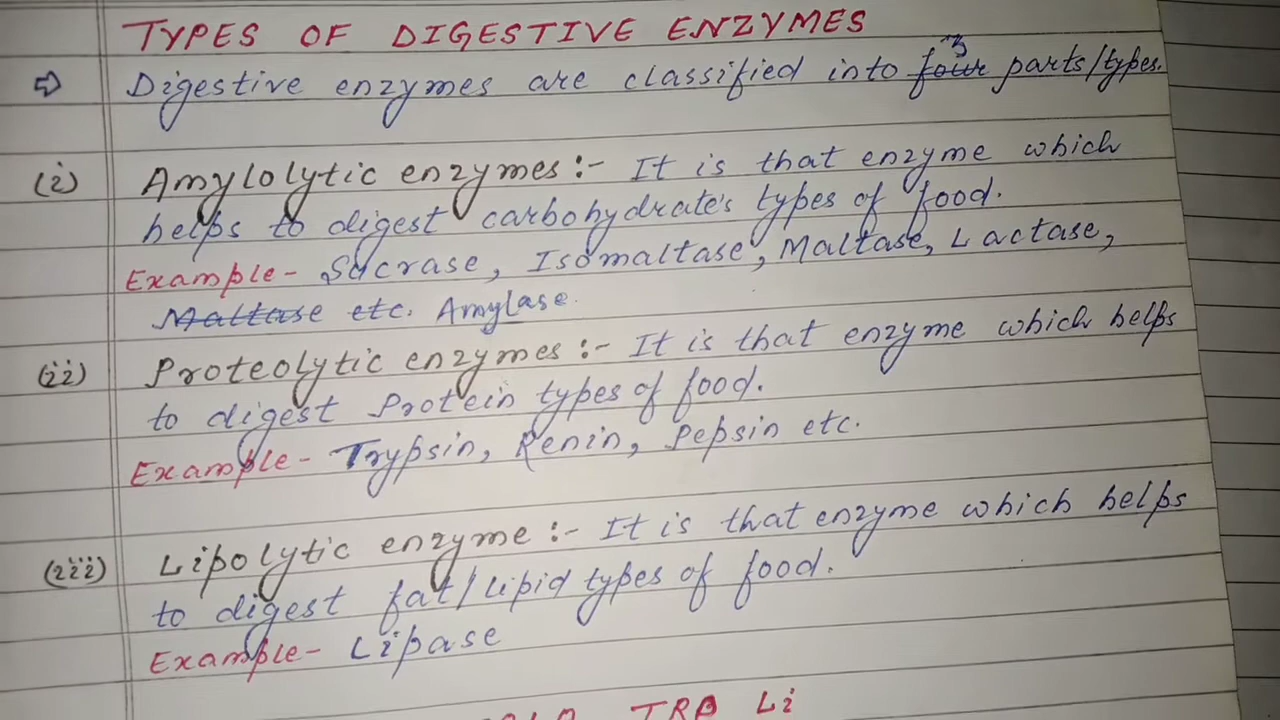 TYPES OF DIGESTIVE ENZYMES
⇨ Digestive enzymes are classified into ~~four~~ 3 parts/types.
(i) Amylolytic enzymes:- It is that enzyme which
helps to digest carbohydrate's types of food.
Example- Sucrase, Isomaltase, Maltase, Lactase,
~~Maltase~~ etc. Amylase.
(ii) Proteolytic enzymes:- It is that enzyme which helps
to digest Protein types of food.
Example- Trypsin, Renin, Pepsin etc.
(iii) Lipolytic enzyme:- It is that enzyme which helps
to digest fat/lipid types of food.
Example- Lipase
Li